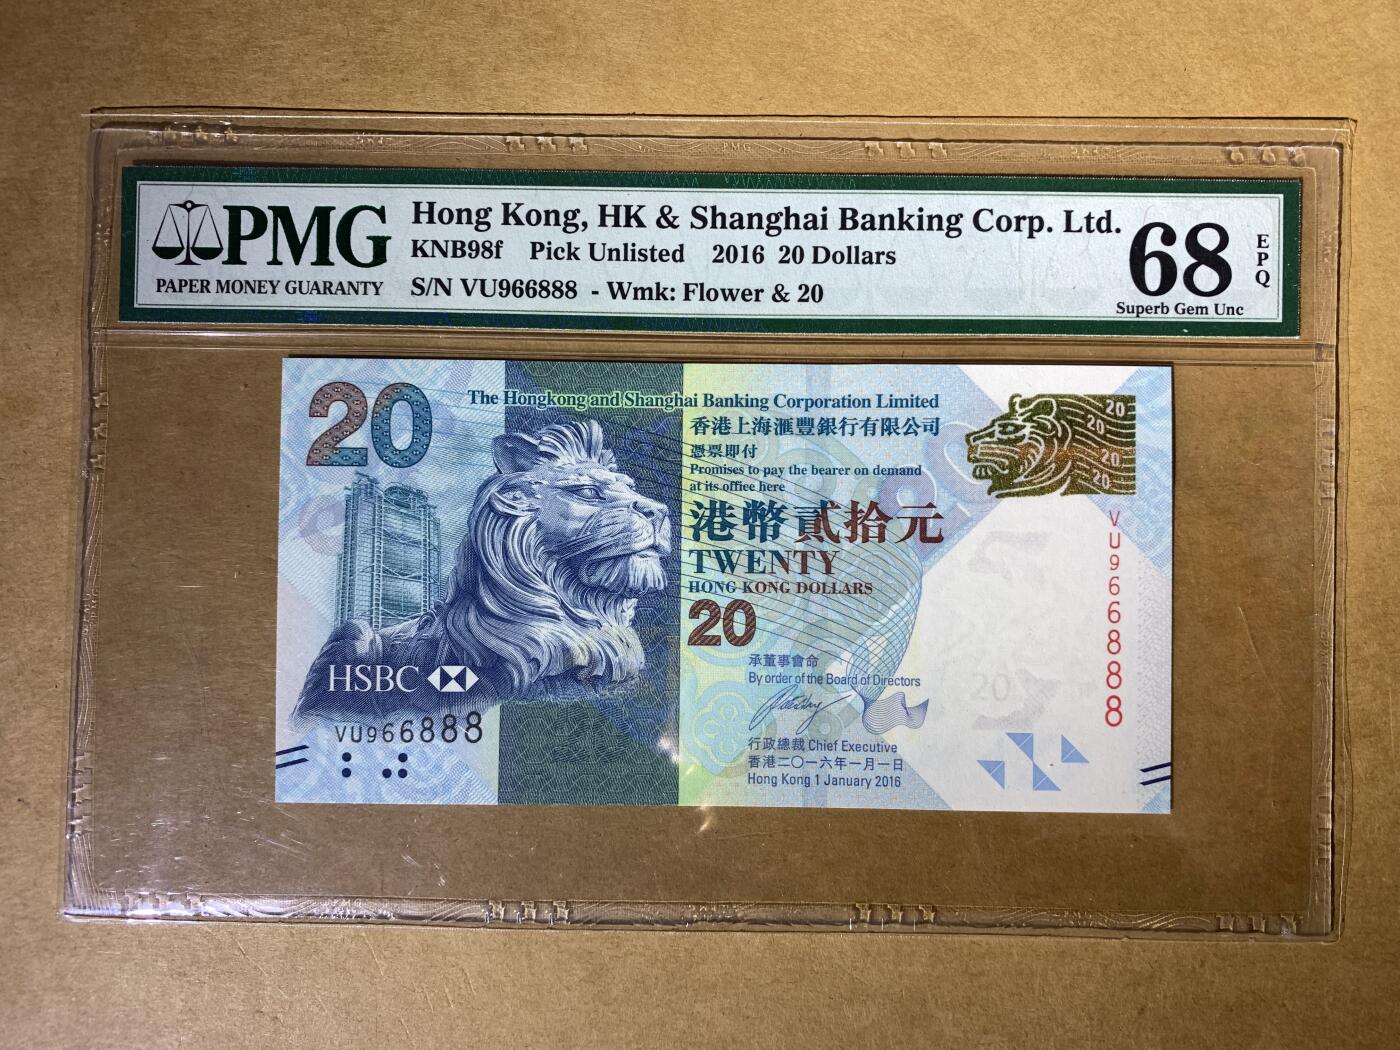 PMG
PAPER MONEY GUARANTY
Hong Kong, HK & Shanghai Banking Corp. Ltd.
KNB98f Pick Unlisted 2016 20 Dollars
S/N VU966888 - Wmk: Flower & 20
68
EPQ
Superb Gem Unc
20
The Hongkong and Shanghai Banking Corporation Limited
香港上海滙豐銀行有限公司
憑票即付
Promises to pay the bearer on demand
at its office here
港幣貳拾元
TWENTY
HONG KONG DOLLARS
20
承董事會命
By order of the Board of Directors
行政總裁 Chief Executive
香港二〇一六年一月一日
Hong Kong 1 January 2016
HSBC
VU966888
20
20
20
20
VU966888
20